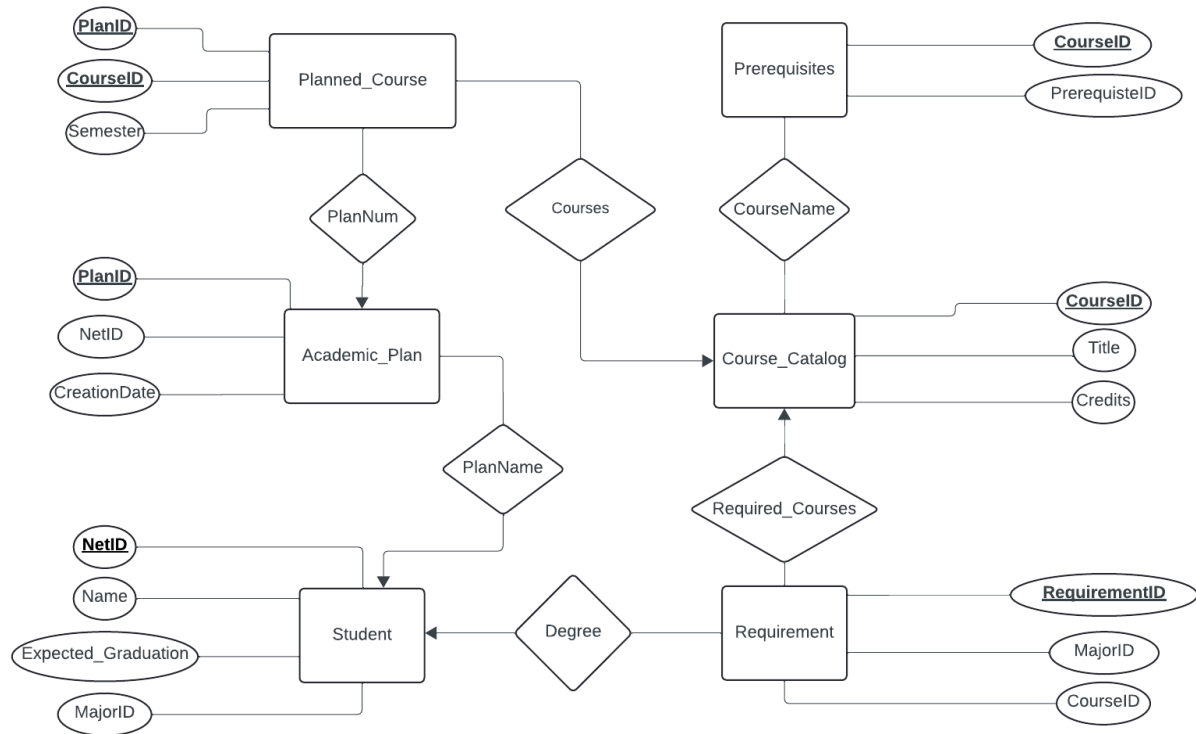 PlanID
CourseID
Semester
Planned_Course
Prerequisites
CourseID
PrerequisteID
PlanNum
Courses
CourseName
PlanID
NetID
CreationDate
Academic_Plan
Course_Catalog
CourseID
Title
Credits
PlanName
Required_Courses
NetID
Name
Expected_Graduation
MajorID
Student
Degree
Requirement
RequirementID
MajorID
CourseID